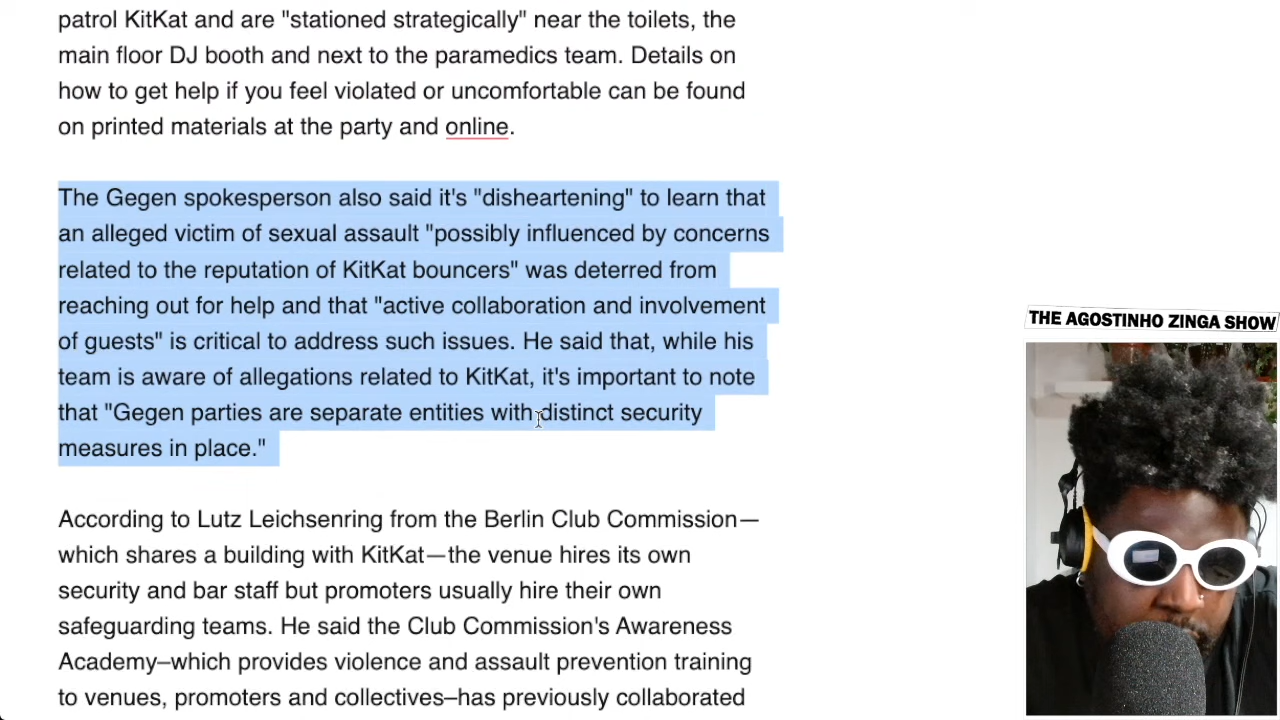 patrol KitKat and are "stationed strategically" near the toilets, the
main floor DJ booth and next to the paramedics team. Details on
how to get help if you feel violated or uncomfortable can be found
on printed materials at the party and online.
The Gegen spokesperson also said it's "disheartening" to learn that
an alleged victim of sexual assault "possibly influenced by concerns
related to the reputation of KitKat bouncers" was deterred from
reaching out for help and that "active collaboration and involvement
of guests" is critical to address such issues. He said that, while his
team is aware of allegations related to KitKat, it's important to note
that "Gegen parties are separate entities with distinct security
measures in place."
According to Lutz Leichsenring from the Berlin Club Commission—
which shares a building with KitKat—the venue hires its own
security and bar staff but promoters usually hire their own
safeguarding teams. He said the Club Commission's Awareness
Academy–which provides violence and assault prevention training
to venues, promoters and collectives–has previously collaborated
THE AGOSTINHO ZINGA SHOW